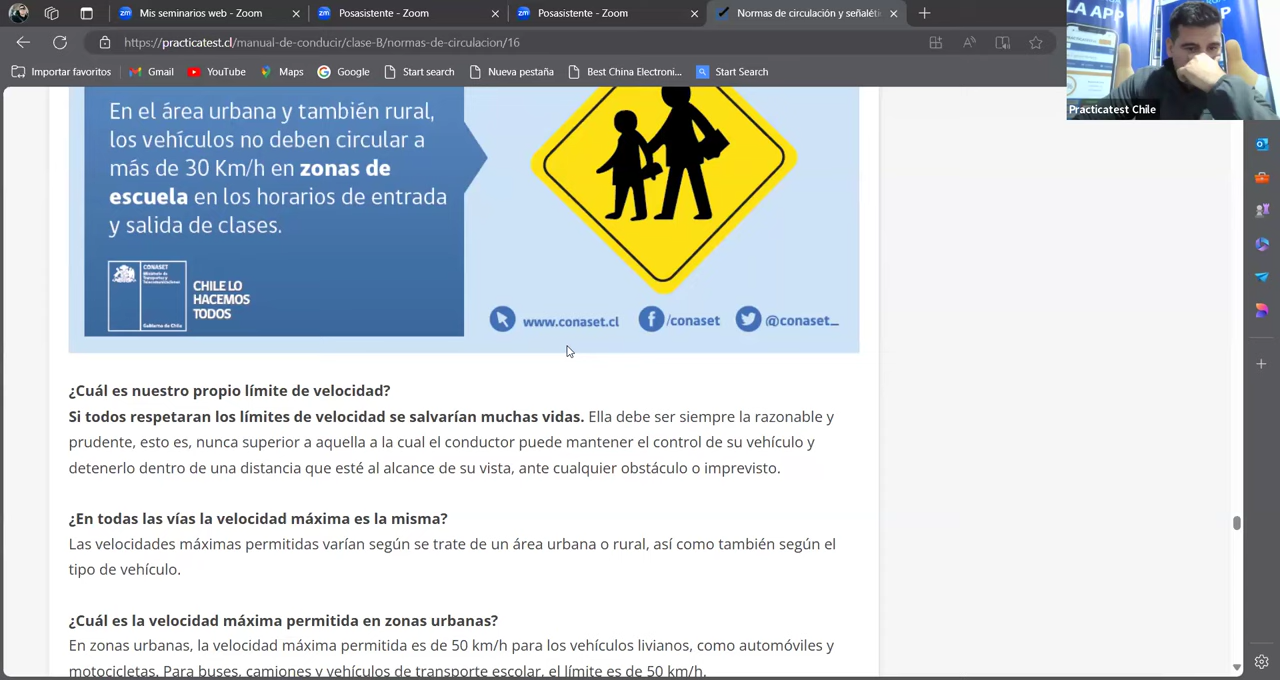 Mis seminarios web - Zoom
Posasistente - Zoom
Posasistente - Zoom
Normas de circulación y señaléti
https://practicatest.cl/manual-de-conducir/clase-B/normas-de-circulacion/16
Importar favoritos
Gmail
YouTube
Maps
Google
Start search
Nueva pestaña
Best China Electroni...
Start Search
LA APP
Practicatest Chile
En el área urbana y también rural,
los vehículos no deben circular a
más de 30 Km/h en zonas de
escuela en los horarios de entrada
y salida de clases.
CONASET
Ministerio de
Transportes y
Telecomunicaciones
Gobierno de Chile
CHILE LO
HACEMOS
TODOS
www.conaset.cl
/conaset
@conaset_
¿Cuál es nuestro propio límite de velocidad?
Si todos respetaran los límites de velocidad se salvarían muchas vidas. Ella debe ser siempre la razonable y
prudente, esto es, nunca superior a aquella a la cual el conductor puede mantener el control de su vehículo y
detenerlo dentro de una distancia que esté al alcance de su vista, ante cualquier obstáculo o imprevisto.
¿En todas las vías la velocidad máxima es la misma?
Las velocidades máximas permitidas varían según se trate de un área urbana o rural, así como también según el
tipo de vehículo.
¿Cuál es la velocidad máxima permitida en zonas urbanas?
En zonas urbanas, la velocidad máxima permitida es de 50 km/h para los vehículos livianos, como automóviles y
motocicletas. Para buses, camiones y vehículos de transporte escolar, el límite es de 50 km/h.